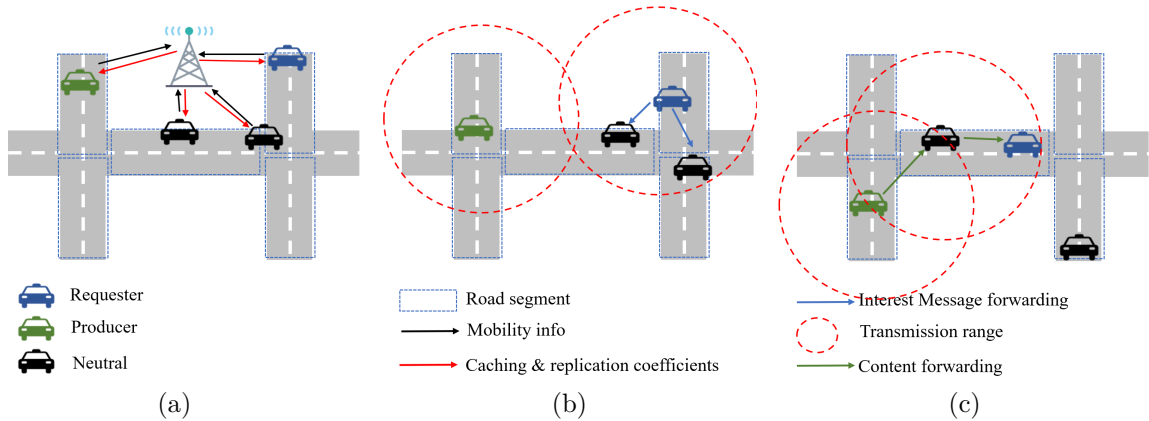 Requester
Producer
Neutral
Road segment
Mobility info
Caching & replication coefficients
Interest Message forwarding
Transmission range
Content forwarding
(a)
(b)
(c)